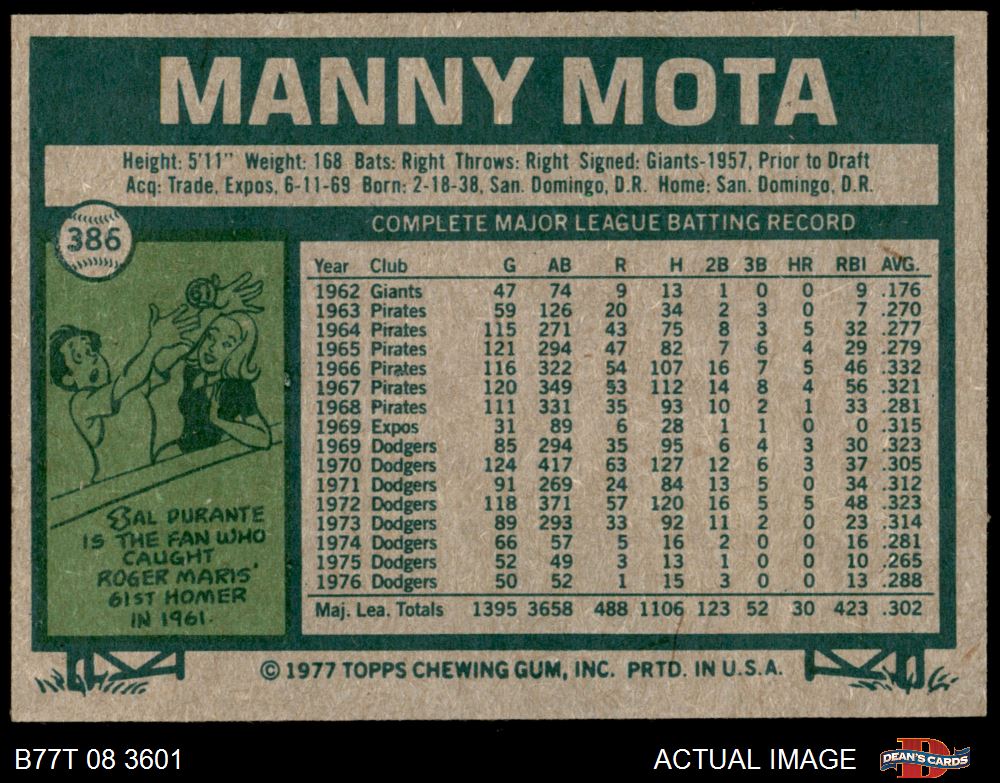 MANNY MOTA
Height: 5'11" Weight: 168 Bats: Right Throws: Right Signed: Giants-1957, Prior to Draft
Acq: Trade, Expos, 6-11-69 Born: 2-18-38, San. Domingo, D.R. Home: San. Domingo, D.R.
386
COMPLETE MAJOR LEAGUE BATTING RECORD
Year Club G AB R H 2B 3B HR RBI AVG.
1962 Giants 47 74 9 13 1 0 0 9 .176
1963 Pirates 59 126 20 34 2 3 0 7 .270
1964 Pirates 115 271 43 75 8 3 5 32 .277
1965 Pirates 121 294 47 82 7 6 4 29 .279
1966 Pirates 116 322 54 107 16 7 5 46 .332
1967 Pirates 120 349 53 112 14 8 4 56 .321
1968 Pirates 111 331 35 93 10 2 1 33 .281
1969 Expos 31 89 6 28 1 1 0 0 .315
1969 Dodgers 85 294 35 95 6 4 3 30 .323
1970 Dodgers 124 417 63 127 12 6 3 37 .305
1971 Dodgers 91 269 24 84 13 5 0 34 .312
1972 Dodgers 118 371 57 120 16 5 5 48 .323
1973 Dodgers 89 293 33 92 11 2 0 23 .314
1974 Dodgers 66 57 5 16 2 0 0 16 .281
1975 Dodgers 52 49 3 13 1 0 0 10 .265
1976 Dodgers 50 52 1 15 3 0 0 13 .288
Maj. Lea. Totals 1395 3658 488 1106 123 52 30 423 .302
SAL DURANTE
IS THE FAN WHO
CAUGHT
ROGER MARIS'
61ST HOMER
IN 1961.
© 1977 TOPPS CHEWING GUM, INC. PRTD. IN U.S.A.
B77T 08 3601
ACTUAL IMAGE
DEAN'S CARDS